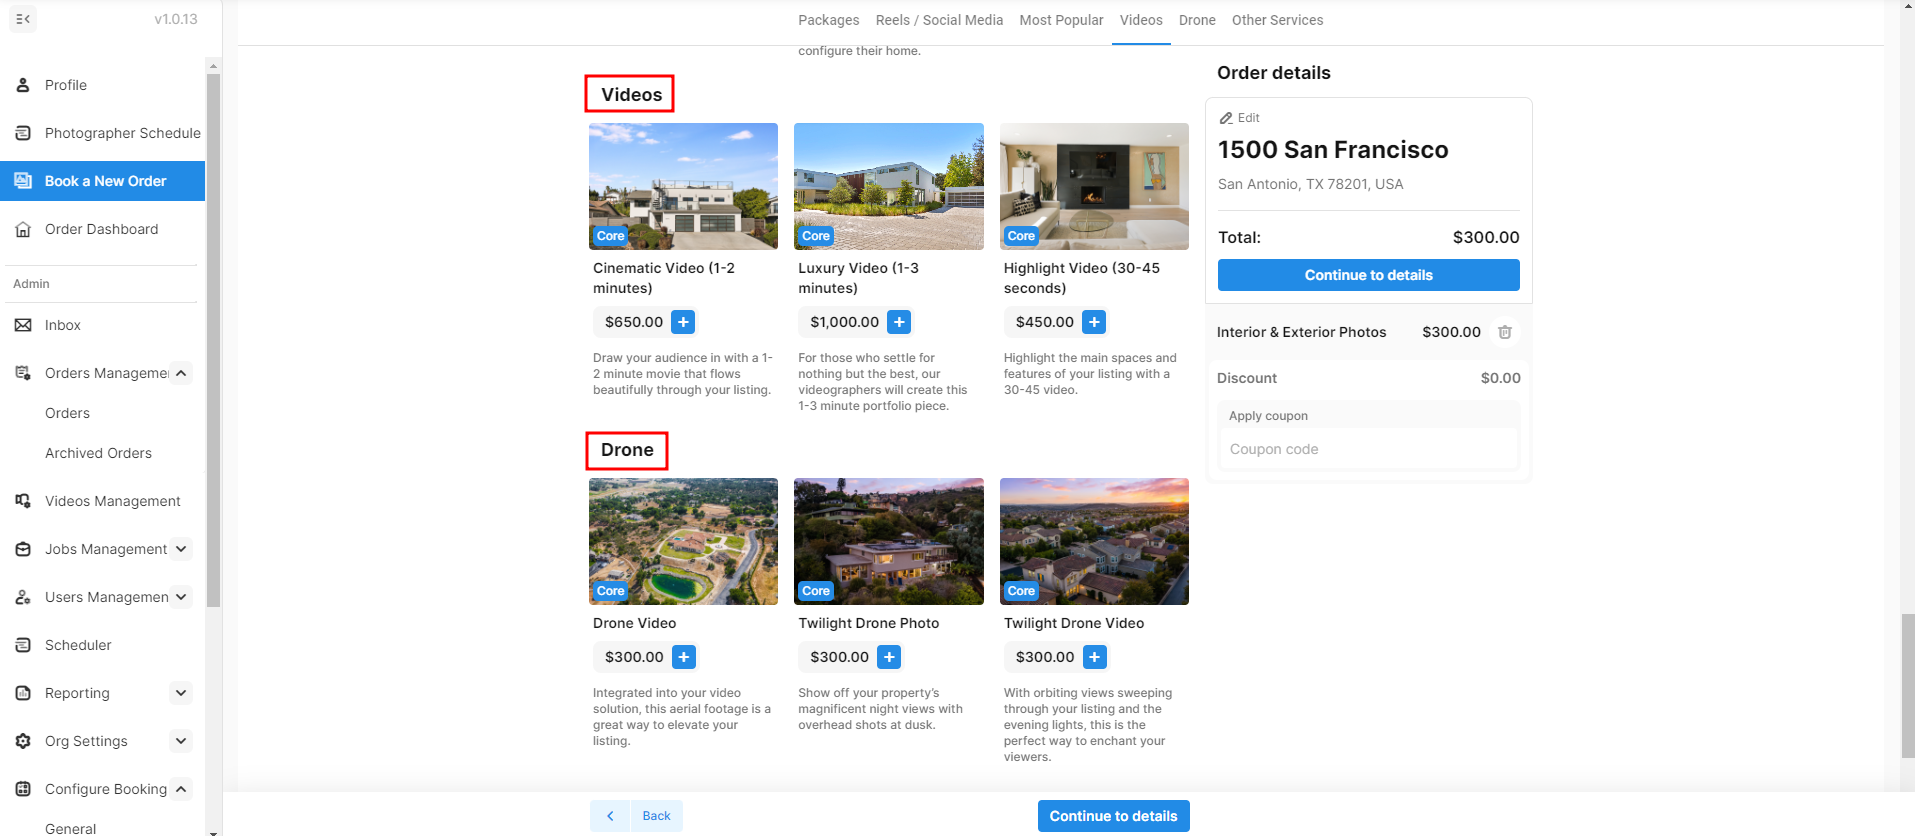 v1.0.13
Profile
Photographer Schedule
Book a New Order
Order Dashboard
Admin
Inbox
Orders Manageme
Orders
Archived Orders
Videos Management
Jobs Management
Users Managemen
Scheduler
Reporting
Org Settings
Configure Booking
General
Packages Reels / Social Media Most Popular Videos Drone Other Services
configure their home.
Videos
Core
Cinematic Video (1-2
minutes)
$650.00 +
Draw your audience in with a 1-
2 minute movie that flows
beautifully through your listing.
Core
Luxury Video (1-3
minutes)
$1,000.00 +
For those who settle for
nothing but the best, our
videographers will create this
1-3 minute portfolio piece.
Core
Highlight Video (30-45
seconds)
$450.00 +
Highlight the main spaces and
features of your listing with a
30-45 video.
Drone
Core
Drone Video
$300.00 +
Integrated into your video
solution, this aerial footage is a
great way to elevate your
listing.
Core
Twilight Drone Photo
$300.00 +
Show off your property’s
magnificent night views with
overhead shots at dusk.
Core
Twilight Drone Video
$300.00 +
With orbiting views sweeping
through your listing and the
evening lights, this is the
perfect way to enchant your
viewers.
Back
Continue to details
Order details
Edit
1500 San Francisco
San Antonio, TX 78201, USA
Total: $300.00
Continue to details
Interior & Exterior Photos $300.00
Discount $0.00
Apply coupon
Coupon code